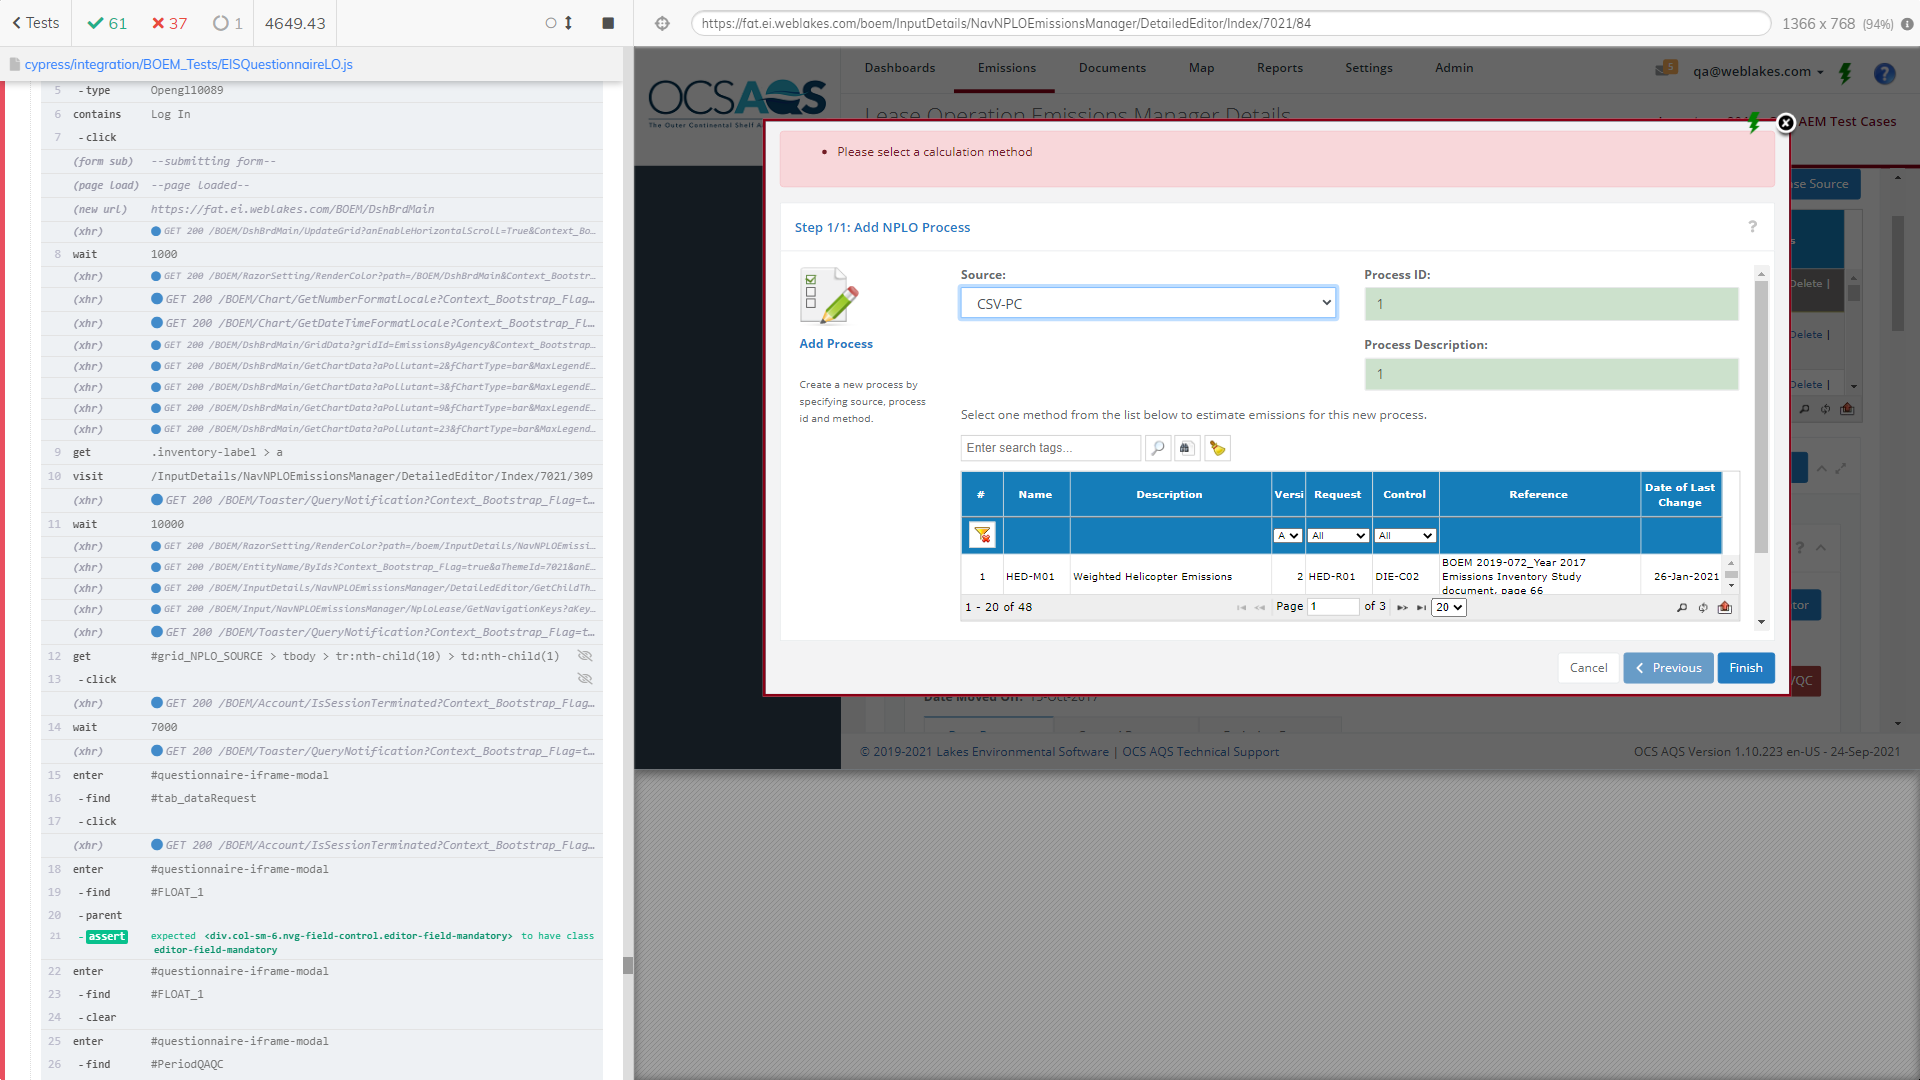 Tests
61
37
1
4649.43
https://fat.ei.weblakes.com/boem/InputDetails/NavNPLOEmissionsManager/DetailedEditor/Index/7021/84
1366 x 768 (94%)
cypress/integration/BOEM_Tests/EISQuestionnaireLO.js
5 -type Opengl10089
6 contains Log In
7 -click
(form sub) --submitting form--
(page load) --page loaded--
(new url) https://fat.ei.weblakes.com/BOEM/DshBrdMain
(xhr) GET 200 /BOEM/DshBrdMain/UpdateGrid?anEnableHorizontalScroll=True&Context_Bo...
8 wait 1000
(xhr) GET 200 /BOEM/RazorSetting/RenderColor?path=/BOEM/DshBrdMain&Context_Bootstr...
(xhr) GET 200 /BOEM/Chart/GetNumberFormatLocale?Context_Bootstrap_Flag...
(xhr) GET 200 /BOEM/Chart/GetDateTimeFormatLocale?Context_Bootstrap_Fl...
(xhr) GET 200 /BOEM/DshBrdMain/GridData?gridId=EmissionsByAgency&Context_Bootstrap...
(xhr) GET 200 /BOEM/DshBrdMain/GetChartData?aPollutant=2&fChartType=bar&MaxLegendE...
(xhr) GET 200 /BOEM/DshBrdMain/GetChartData?aPollutant=3&fChartType=bar&MaxLegendE...
(xhr) GET 200 /BOEM/DshBrdMain/GetChartData?aPollutant=9&fChartType=bar&MaxLegendE...
(xhr) GET 200 /BOEM/DshBrdMain/GetChartData?aPollutant=23&fChartType=bar&MaxLegend...
9 get .inventory-label > a
10 visit /InputDetails/NavNPLOEmissionsManager/DetailedEditor/Index/7021/309
(xhr) GET 200 /BOEM/Toaster/QueryNotification?Context_Bootstrap_Flag=t...
11 wait 10000
(xhr) GET 200 /BOEM/RazorSetting/RenderColor?path=/boem/InputDetails/NavNPLOEmissi...
(xhr) GET 200 /BOEM/EntityName/ByIds?Context_Bootstrap_Flag=true&aThemeId=7021&anE...
(xhr) GET 200 /BOEM/InputDetails/NavNPLOEmissionsManager/DetailedEditor/GetChildTh...
(xhr) GET 200 /BOEM/Input/NavNPLOEmissionsManager/NploLease/GetNavigationKeys?aKey...
(xhr) GET 200 /BOEM/Toaster/QueryNotification?Context_Bootstrap_Flag=t...
12 get #grid_NPLO_SOURCE > tbody > tr:nth-child(10) > td:nth-child(1)
13 -click
(xhr) GET 200 /BOEM/Account/IsSessionTerminated?Context_Bootstrap_Flag...
14 wait 7000
(xhr) GET 200 /BOEM/Toaster/QueryNotification?Context_Bootstrap_Flag=t...
15 enter #questionnaire-iframe-modal
16 -find #tab_dataRequest
17 -click
(xhr) GET 200 /BOEM/Account/IsSessionTerminated?Context_Bootstrap_Flag...
18 enter #questionnaire-iframe-modal
19 -find #FLOAT_1
20 -parent
21 -assert expected <div.col-sm-6.nvg-field-control.editor-field-mandatory> to have class
editor-field-mandatory
22 enter #questionnaire-iframe-modal
23 -find #FLOAT_1
24 -clear
25 enter #questionnaire-iframe-modal
26 -find #PeriodQAQC
OCSAQS
Dashboards
Emissions
Documents
Map
Reports
Settings
Admin
5
qa@weblakes.com
?
Lease Operation Emissions Manager Details
AEM Test Cases
Please select a calculation method
se Source
Step 1/1: Add NPLO Process
?
Add Process
Create a new process by
specifying source, process
id and method.
Source:
CSV-PC
Process ID:
1
Process Description:
1
Select one method from the list below to estimate emissions for this new process.
Enter search tags...
# Name Description Versi Request Control Reference Date of Last
Change
A All All
1 HED-M01 Weighted Helicopter Emissions 2 HED-R01 DIE-C02 BOEM 2019-072_Year 2017
Emissions Inventory Study
document, page 66
26-Jan-2021
1 - 20 of 48
Page 1 of 3
20
Cancel
Previous
Finish
s
Delete |
Delete |
Delete |
?
tor
/QC
© 2019-2021 Lakes Environmental Software | OCS AQS Technical Support
OCS AQS Version 1.10.223 en-US - 24-Sep-2021